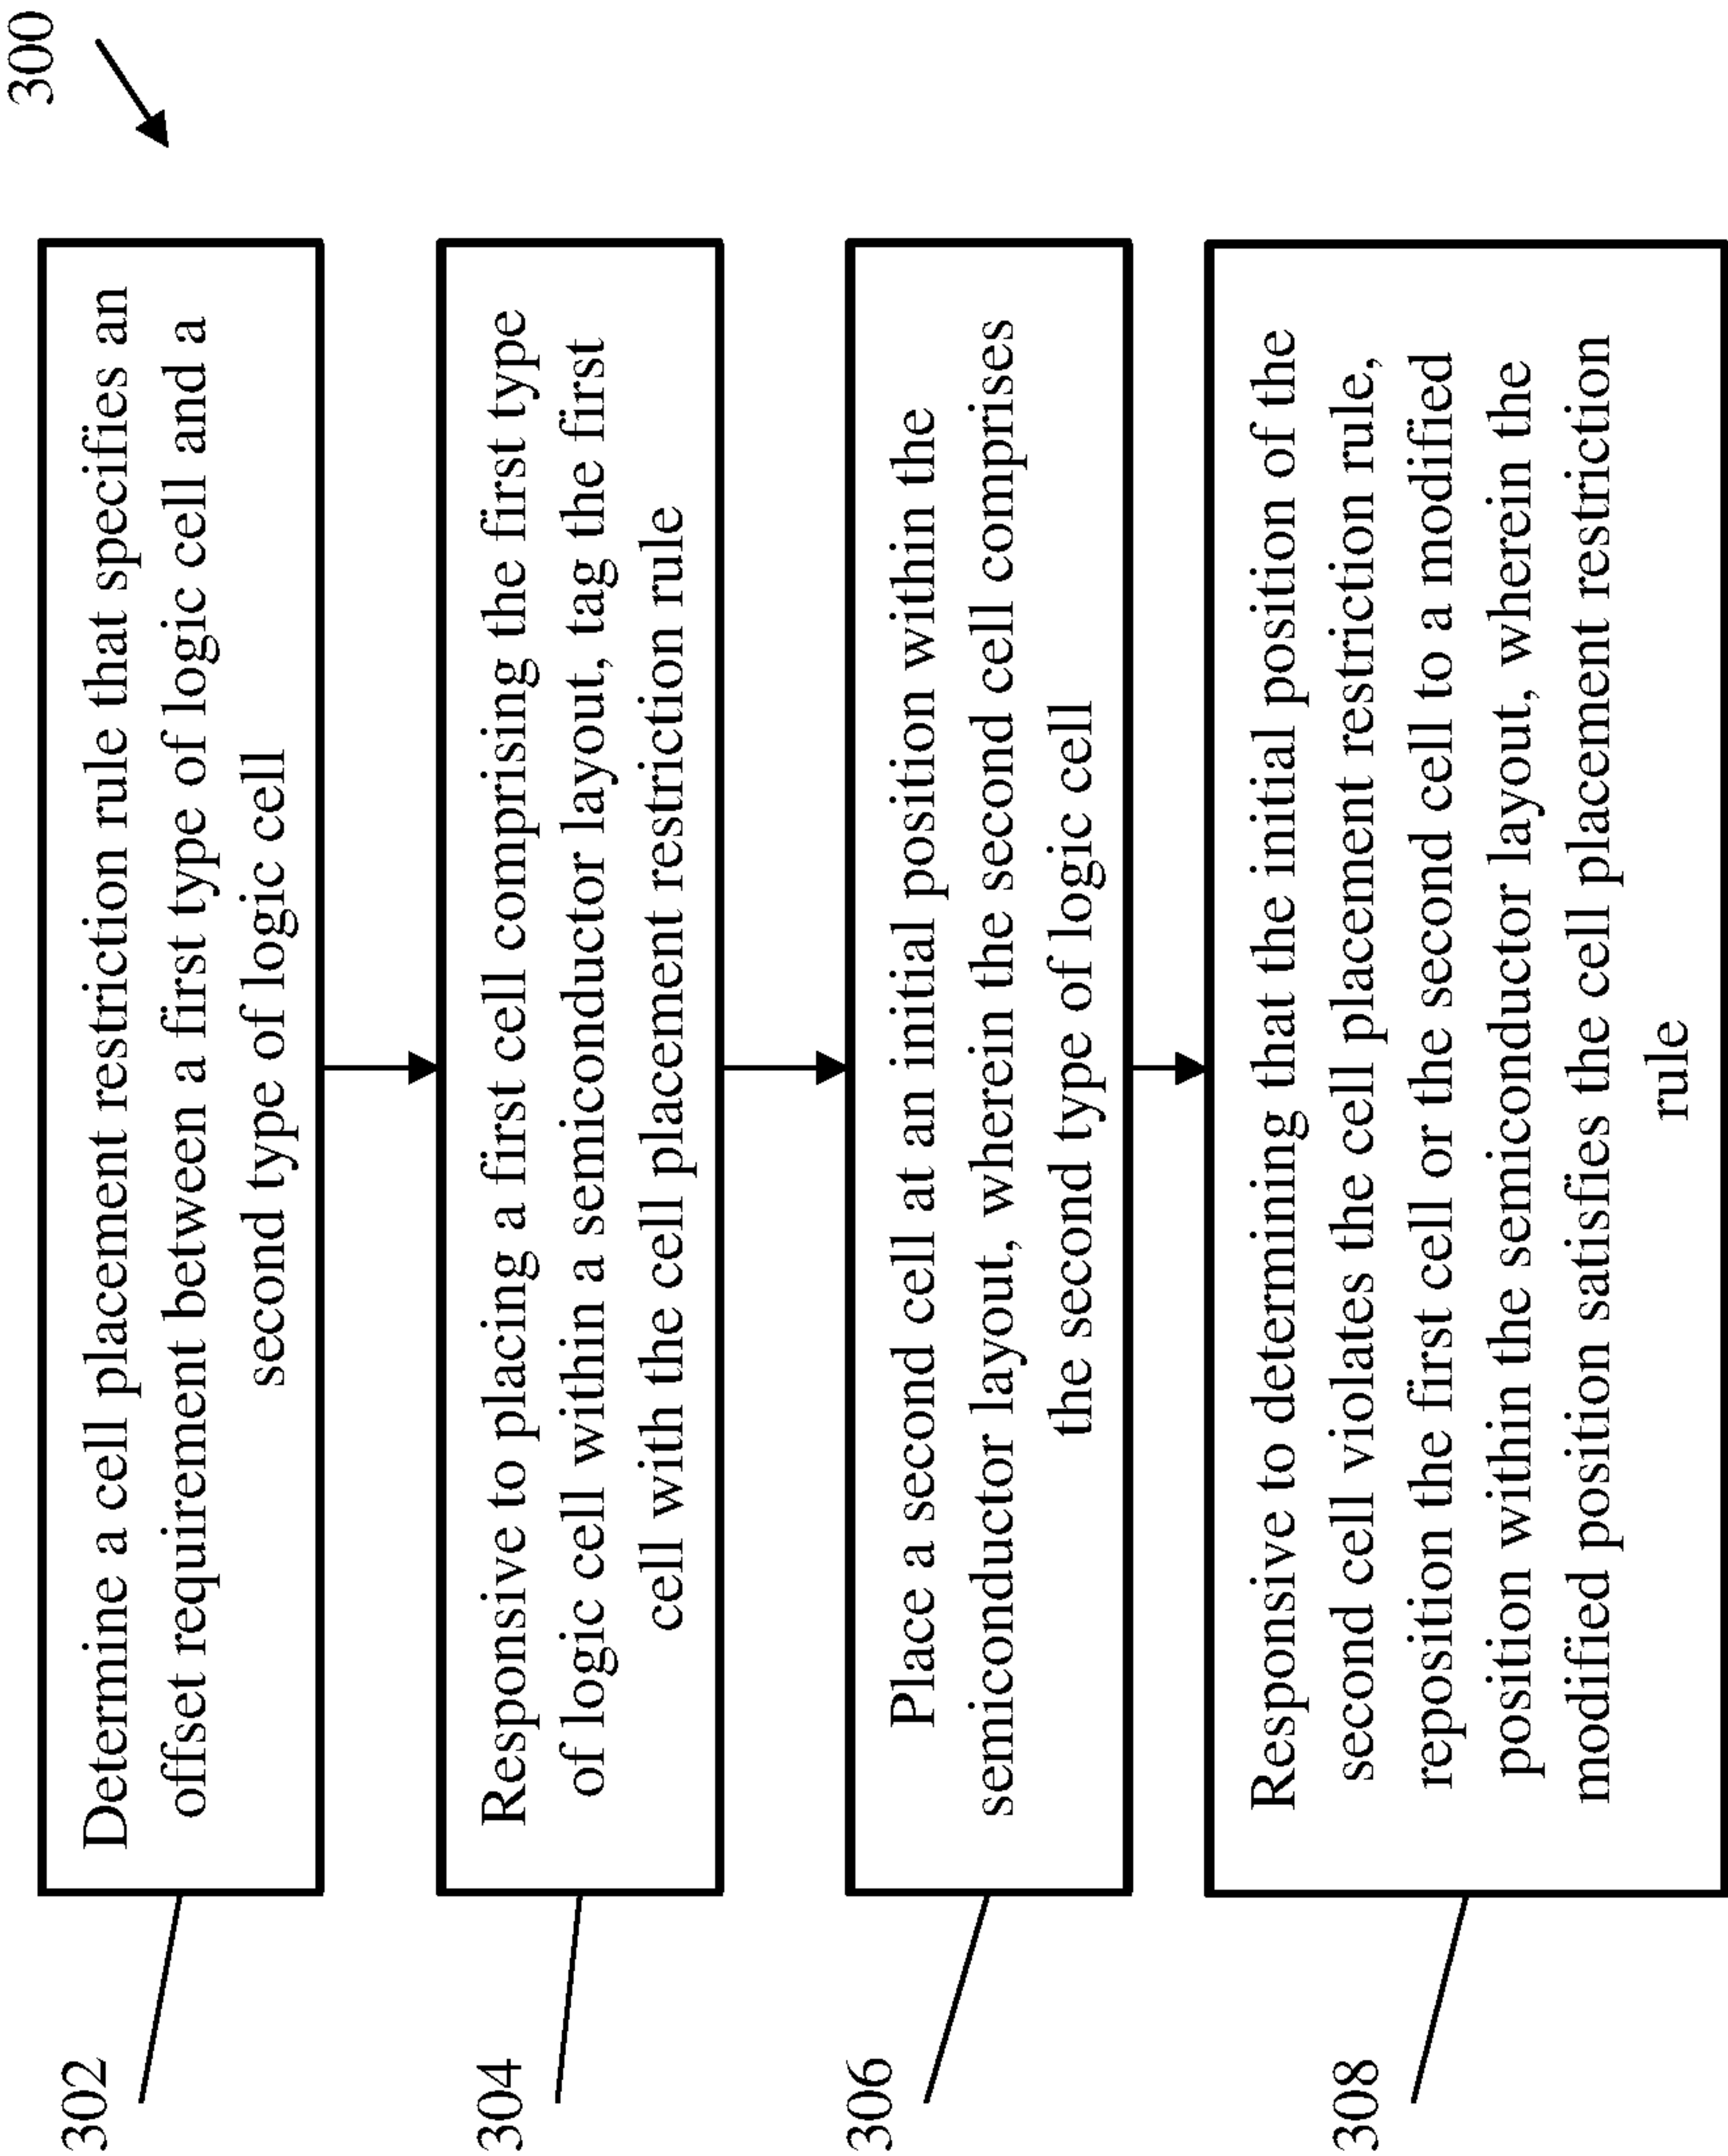 300
302
Determine a cell placement restriction rule that specifies an
offset requirement between a first type of logic cell and a
second type of logic cell
304
Responsive to placing a first cell comprising the first type
of logic cell within a semiconductor layout, tag the first
cell with the cell placement restriction rule
306
Place a second cell at an initial position within the
semiconductor layout, wherein the second cell comprises
the second type of logic cell
308
Responsive to determining that the initial position of the
second cell violates the cell placement restriction rule,
reposition the first cell or the second cell to a modified
position within the semiconductor layout, wherein the
modified position satisfies the cell placement restriction
rule